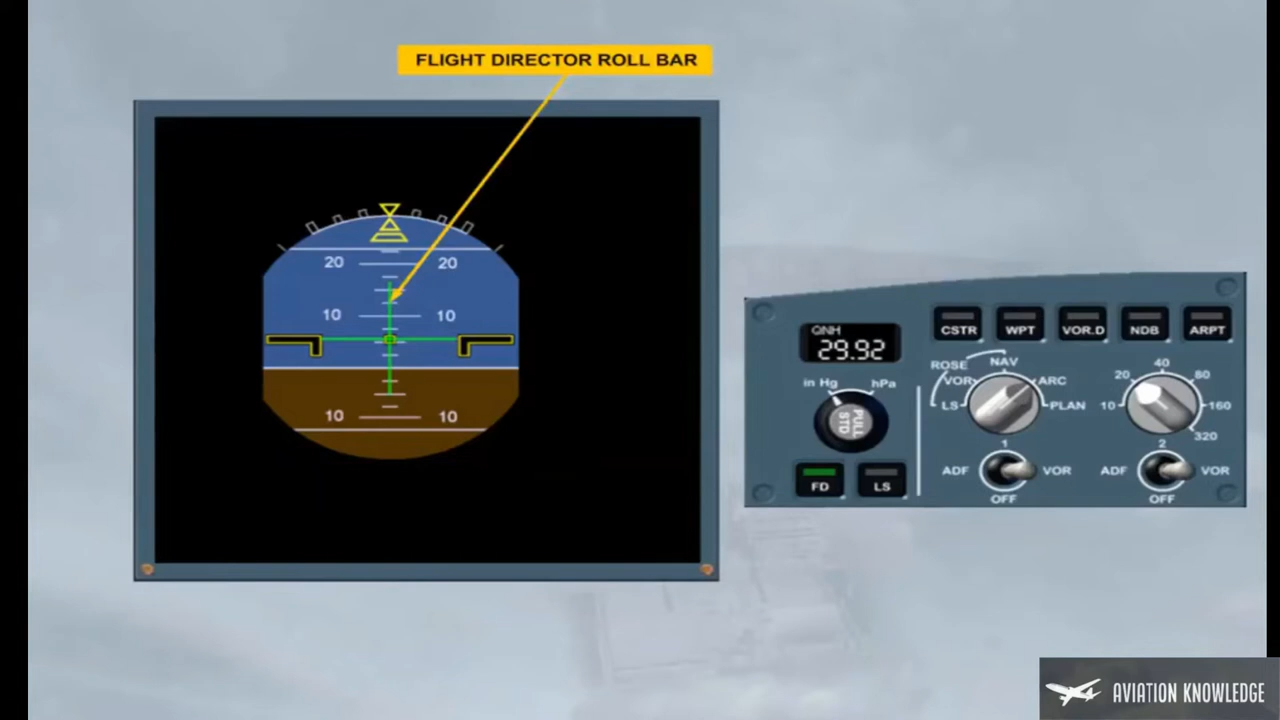 FLIGHT DIRECTOR ROLL BAR
20 20
10 10
10 10
QNH
29.92
in Hg hPa
PULL
STD
FD LS
CSTR WPT VOR.D NDB ARPT
ROSE NAV
VOR ARC
LS PLAN
40
20 80
10 160
320
1
ADF VOR
OFF
2
ADF VOR
OFF
AVIATION KNOWLEDGE